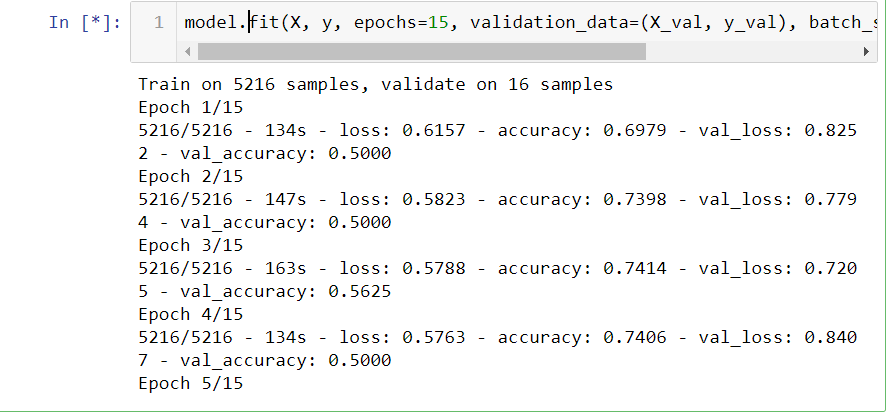 In [*]:
1 model.fit(X, y, epochs=15, validation_data=(X_val, y_val), batch_s
Train on 5216 samples, validate on 16 samples
Epoch 1/15
5216/5216 - 134s - loss: 0.6157 - accuracy: 0.6979 - val_loss: 0.825
2 - val_accuracy: 0.5000
Epoch 2/15
5216/5216 - 147s - loss: 0.5823 - accuracy: 0.7398 - val_loss: 0.779
4 - val_accuracy: 0.5000
Epoch 3/15
5216/5216 - 163s - loss: 0.5788 - accuracy: 0.7414 - val_loss: 0.720
5 - val_accuracy: 0.5625
Epoch 4/15
5216/5216 - 134s - loss: 0.5763 - accuracy: 0.7406 - val_loss: 0.840
7 - val_accuracy: 0.5000
Epoch 5/15